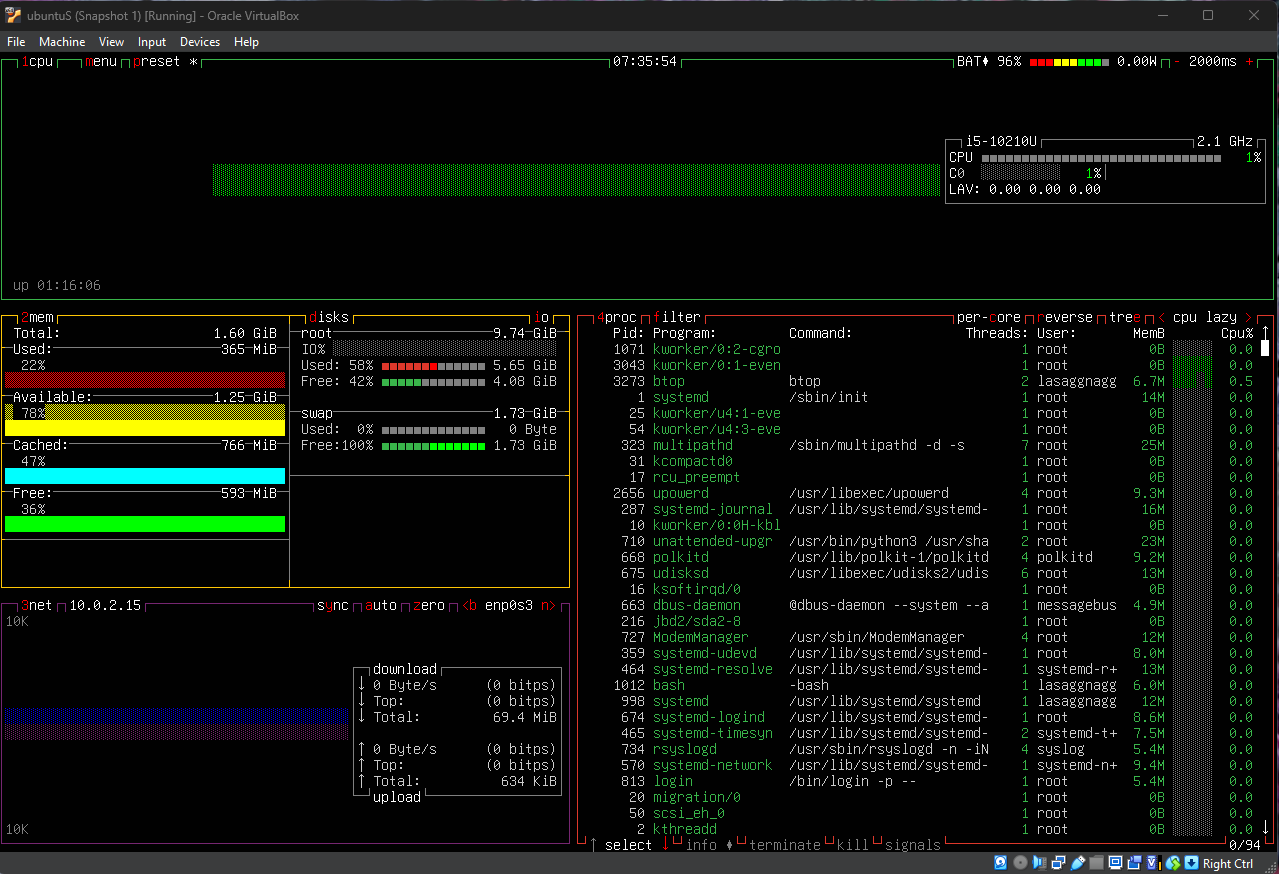 ubuntuS (Snapshot 1) [Running] - Oracle VirtualBox
File Machine View Input Devices Help
1cpu menu preset * 07:35:54 BAT♦ 96% 0.00W - 2000ms +
i5-10210U 2.1 GHz
CPU 1%
C0 1%
LAV: 0.00 0.00 0.00
up 01:16:06
2mem
Total: 1.60 GiB
Used: 365 MiB
22%
Available: 1.25 GiB
78%
Cached: 766 MiB
47%
Free: 593 MiB
36%
disks io
root 9.74 GiB
IO%
Used: 58% 5.65 GiB
Free: 42% 4.08 GiB
swap 1.73 GiB
Used: 0% 0 Byte
Free:100% 1.73 GiB
3net 10.0.2.15 sync auto zero <b enp0s3 n>
10K
download
↓ 0 Byte/s (0 bitps)
↓ Top: (0 bitps)
↓ Total: 69.4 MiB
↑ 0 Byte/s (0 bitps)
↑ Top: (0 bitps)
↑ Total: 634 KiB
upload
10K
4proc filter per-core reverse tree < cpu lazy >
Pid: Program: Command: Threads: User: MemB Cpu% ↑
1071 kworker/0:2-cgro 1 root 0B 0.0
3043 kworker/0:1-even 1 root 0B 0.0
3273 btop btop 2 lasaggnagg 6.7M 0.5
1 systemd /sbin/init 1 root 14M 0.0
25 kworker/u4:1-eve 1 root 0B 0.0
54 kworker/u4:3-eve 1 root 0B 0.0
323 multipathd /sbin/multipathd -d -s 7 root 25M 0.0
31 kcompactd0 1 root 0B 0.0
17 rcu_preempt 1 root 0B 0.0
2656 upowerd /usr/libexec/upowerd 4 root 9.3M 0.0
287 systemd-journal /usr/lib/systemd/systemd- 1 root 16M 0.0
10 kworker/0:0H-kbl 1 root 0B 0.0
710 unattended-upgr /usr/bin/python3 /usr/sha 2 root 23M 0.0
668 polkitd /usr/lib/polkit-1/polkitd 4 polkitd 9.2M 0.0
675 udisksd /usr/libexec/udisks2/udis 6 root 13M 0.0
16 ksoftirqd/0 1 root 0B 0.0
663 dbus-daemon @dbus-daemon --system --a 1 messagebus 4.9M 0.0
216 jbd2/sda2-8 1 root 0B 0.0
727 ModemManager /usr/sbin/ModemManager 4 root 12M 0.0
359 systemd-udevd /usr/lib/systemd/systemd- 1 root 8.0M 0.0
464 systemd-resolve /usr/lib/systemd/systemd- 1 systemd-r+ 13M 0.0
1012 bash -bash 1 lasaggnagg 6.0M 0.0
998 systemd /usr/lib/systemd/systemd 1 lasaggnagg 12M 0.0
674 systemd-logind /usr/lib/systemd/systemd- 1 root 8.6M 0.0
465 systemd-timesyn /usr/lib/systemd/systemd- 2 systemd-t+ 7.5M 0.0
734 rsyslogd /usr/sbin/rsyslogd -n -iN 4 syslog 5.4M 0.0
570 systemd-network /usr/lib/systemd/systemd- 1 systemd-n+ 9.4M 0.0
813 login /bin/login -p -- 1 root 5.4M 0.0
20 migration/0 1 root 0B 0.0
50 scsi_eh_0 1 root 0B 0.0
2 kthreadd 1 root 0B 0.0 ↓
↑ select ↓ info ♦ terminate kill signals 0/94
Right Ctrl